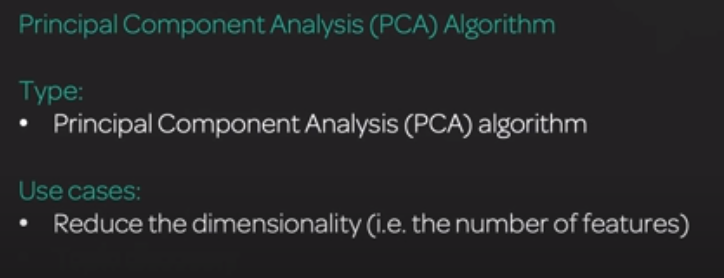 Principal Component Analysis (PCA) Algorithm
Type:
• Principal Component Analysis (PCA) algorithm
Use cases:
• Reduce the dimensionality (i.e. the number of features)